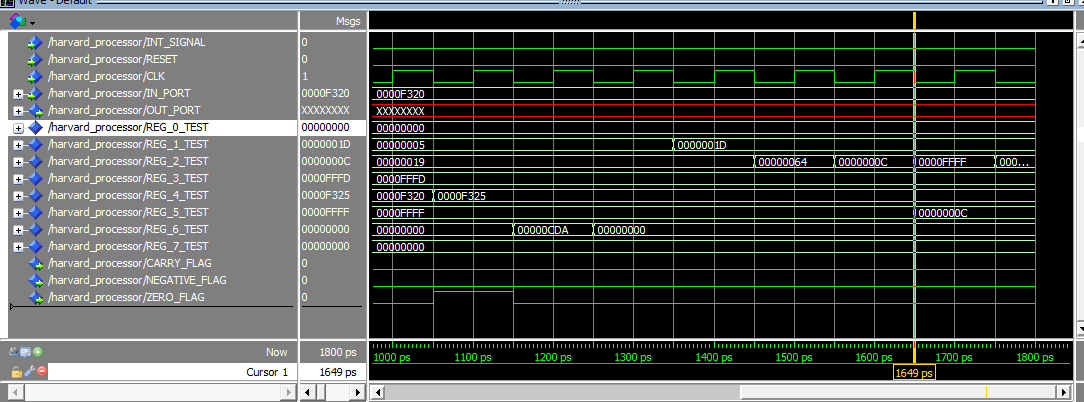 Wave - Default
Msgs
/harvard_processor/INT_SIGNAL 0
/harvard_processor/RESET 0
/harvard_processor/CLK 1
/harvard_processor/IN_PORT 0000F320 0000F320
/harvard_processor/OUT_PORT XXXXXXXX XXXXXXXX
/harvard_processor/REG_0_TEST 00000000 00000000
/harvard_processor/REG_1_TEST 0000001D 00000005 0000001D
/harvard_processor/REG_2_TEST 0000000C 00000019 00000064 0000000C 0000FFFF 000...
/harvard_processor/REG_3_TEST 0000FFFD 0000FFFD
/harvard_processor/REG_4_TEST 0000F325 0000F320 0000F325
/harvard_processor/REG_5_TEST 0000FFFF 0000FFFF 0000000C
/harvard_processor/REG_6_TEST 00000000 00000000 00000CDA 00000000
/harvard_processor/REG_7_TEST 00000000 00000000
/harvard_processor/CARRY_FLAG 0
/harvard_processor/NEGATIVE_FLAG 0
/harvard_processor/ZERO_FLAG 0
Now 1800 ps 1000 ps 1100 ps 1200 ps 1300 ps 1400 ps 1500 ps 1600 ps 1700 ps 1800 ps
Cursor 1 1649 ps 1649 ps